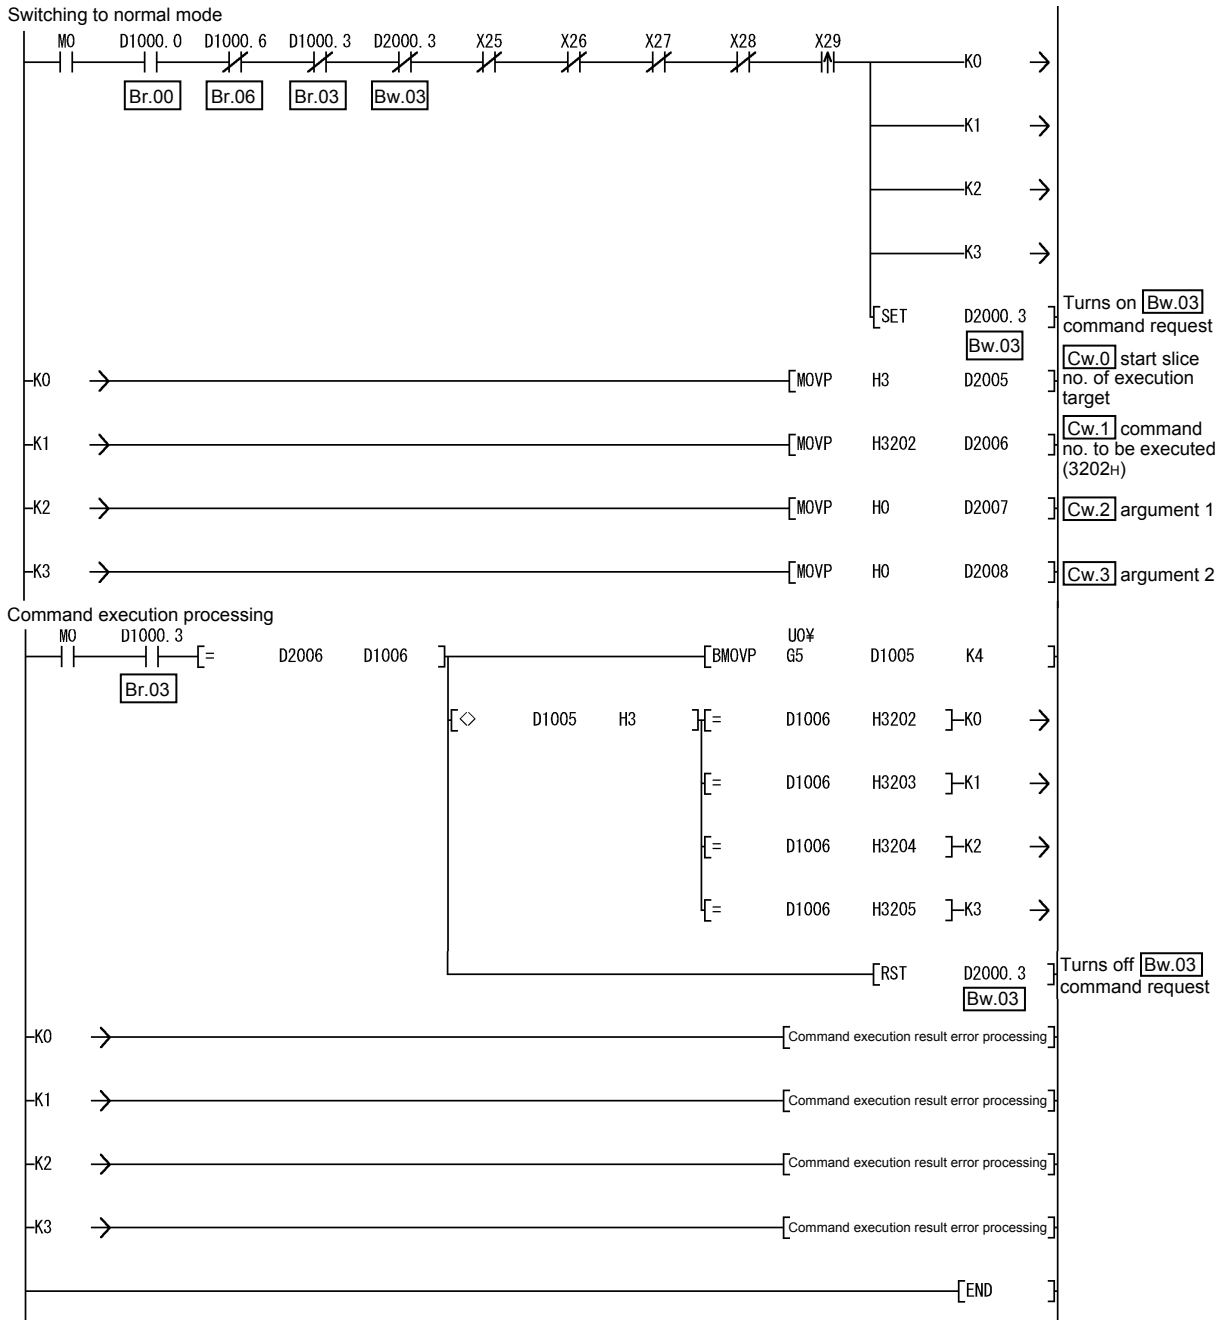 Switching to normal mode
M0 D1000.0 D1000.6 D1000.3 D2000.3 X25 X26 X27 X28 X29
K0
Br.00 Br.06 Br.03 Bw.03
K1
K2
K3
SET D2000.3 Turns on Bw.03
command request
Bw.03
K0 MOVP H3 D2005 Cw.0 start slice
no. of execution
target
K1 MOVP H3202 D2006 Cw.1 command
no. to be executed
(3202H)
K2 MOVP H0 D2007 Cw.2 argument 1
K3 MOVP H0 D2008 Cw.3 argument 2
Command execution processing
M0 D1000.3 U0¥
= D2006 D1006 BMOVP G5 D1005 K4
Br.03
<> D1005 H3 = D1006 H3202 K0
= D1006 H3203 K1
= D1006 H3204 K2
= D1006 H3205 K3
RST D2000.3 Turns off Bw.03
command request
Bw.03
K0 Command execution result error processing
K1 Command execution result error processing
K2 Command execution result error processing
K3 Command execution result error processing
END